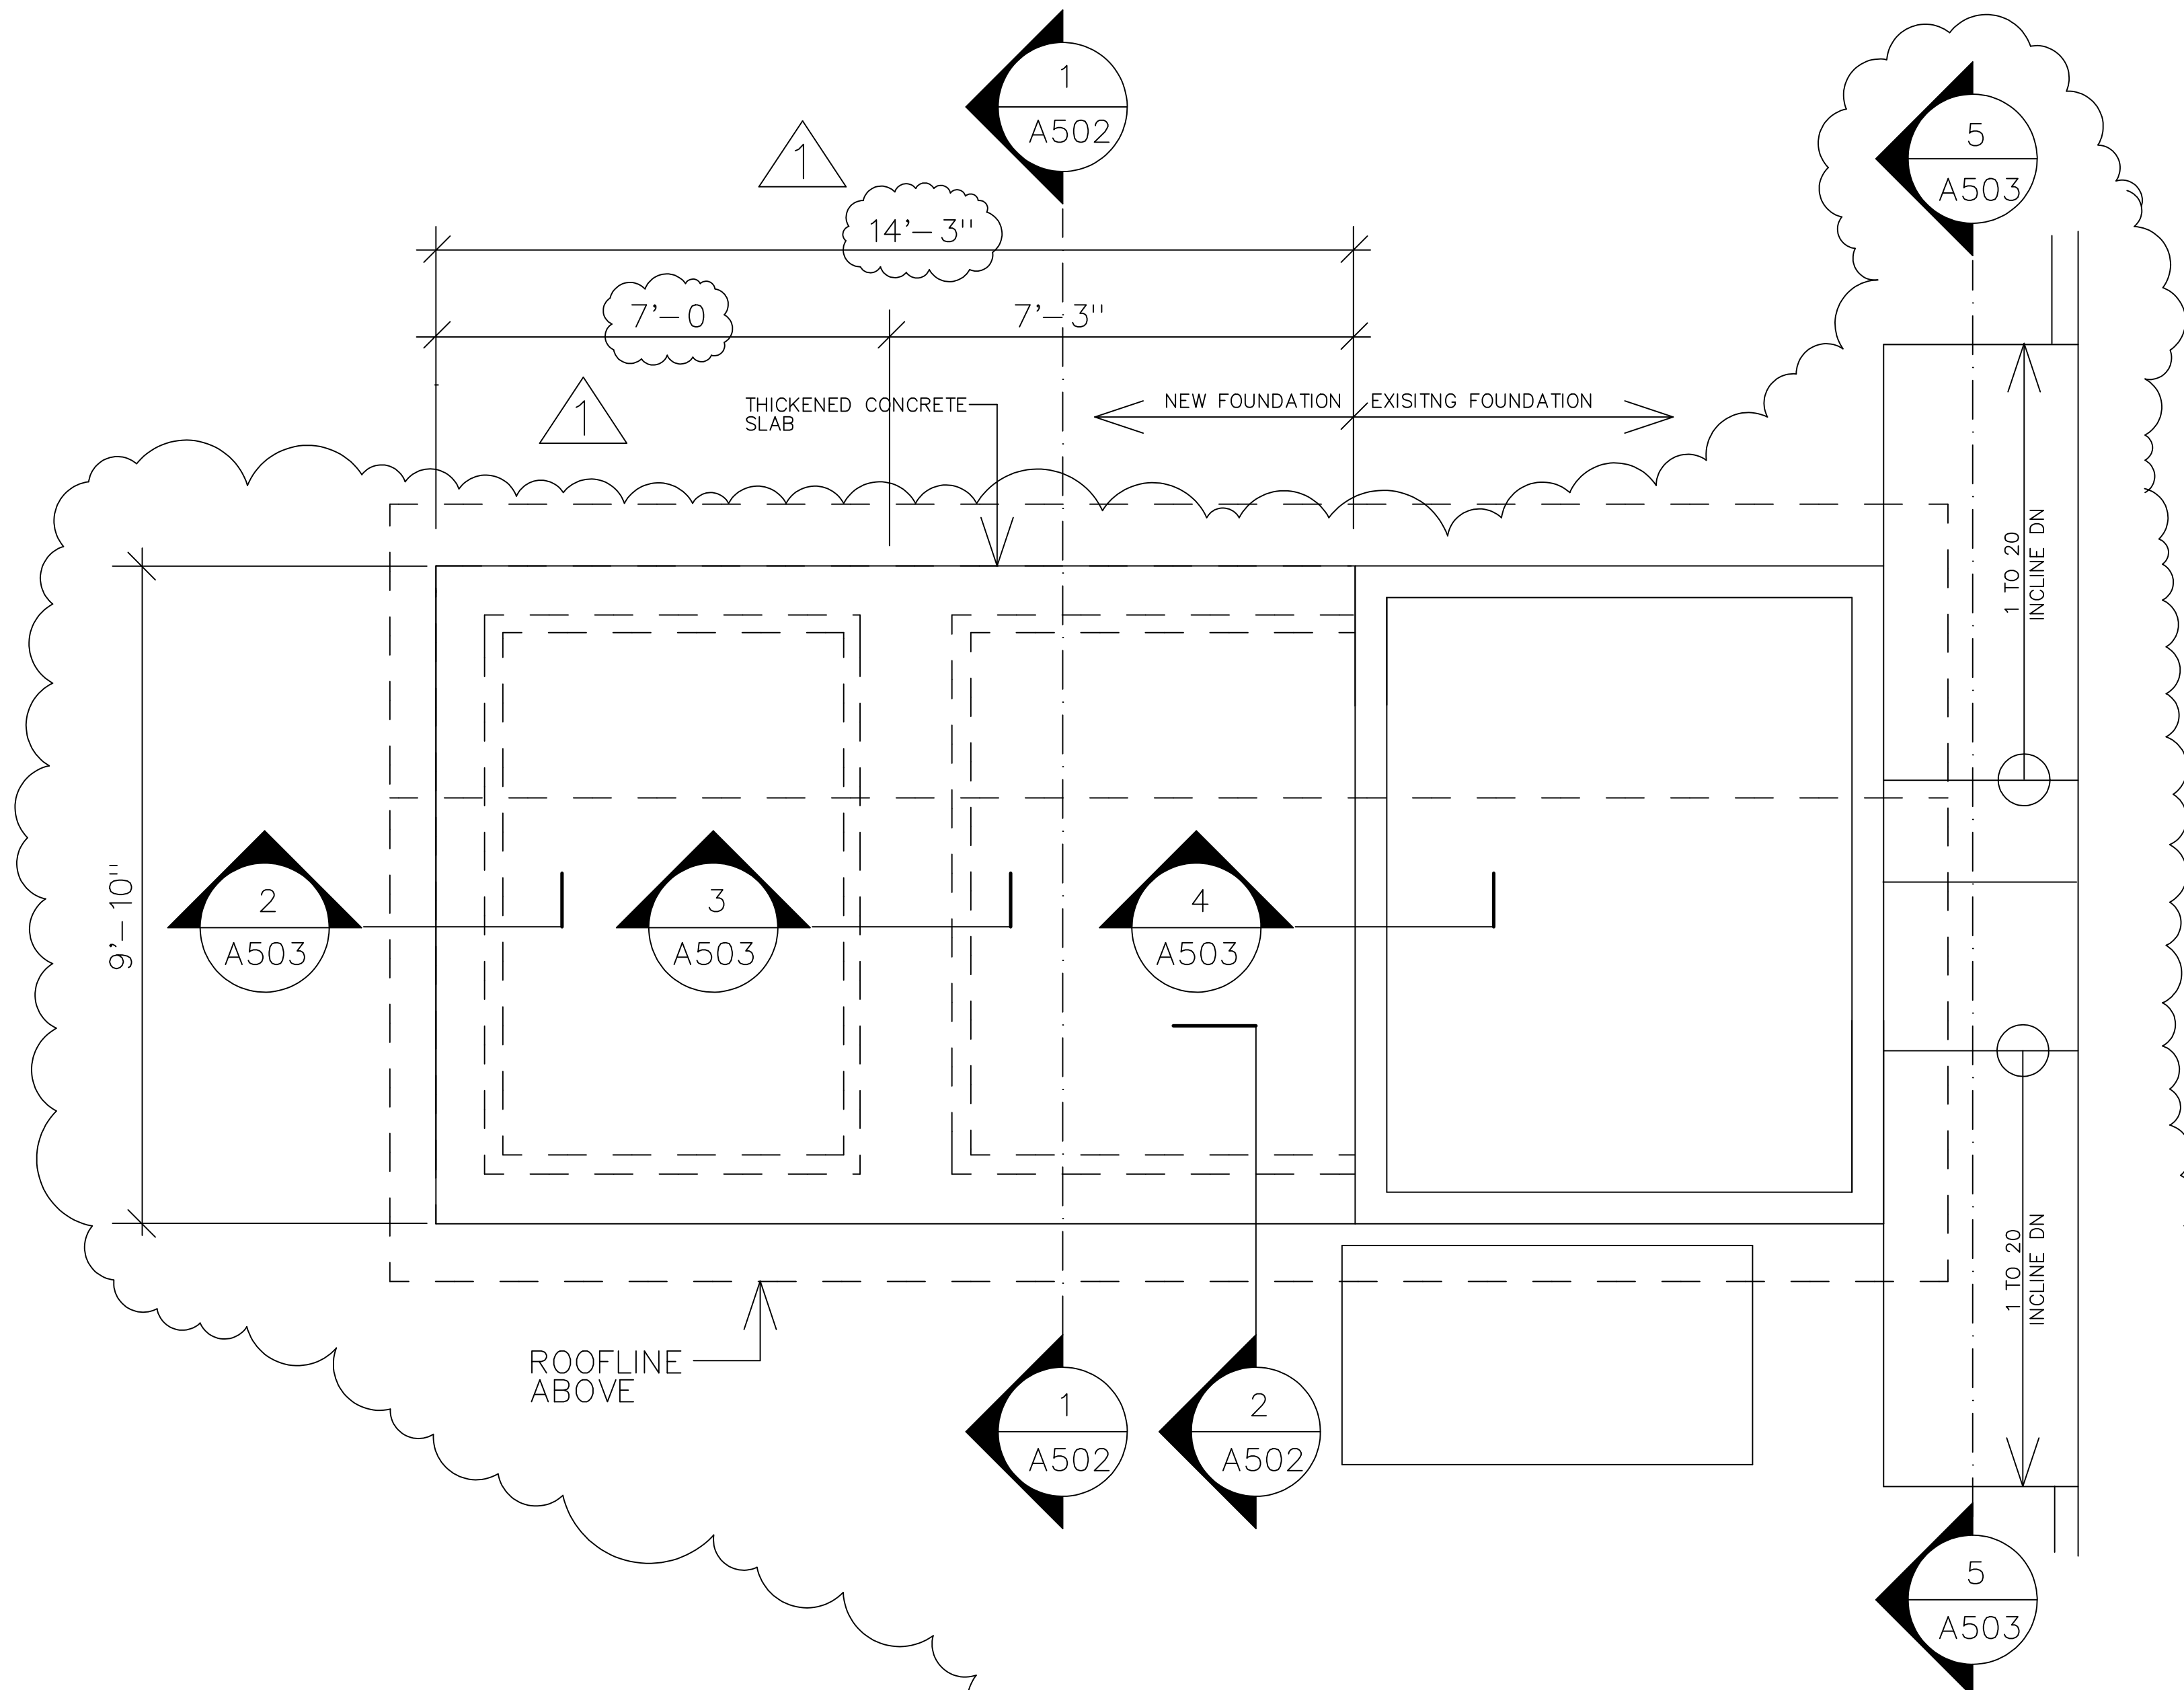 1
A502
5
A503
1
14'-3"
7'-0
7'-3"
1
THICKENED CONCRETE
SLAB
NEW FOUNDATION
EXISITNG FOUNDATION
1 TO 20
INCLINE DN
9'-10"
2
A503
3
A503
4
A503
1 TO 20
INCLINE DN
ROOFLINE
ABOVE
1
A502
2
A502
5
A503